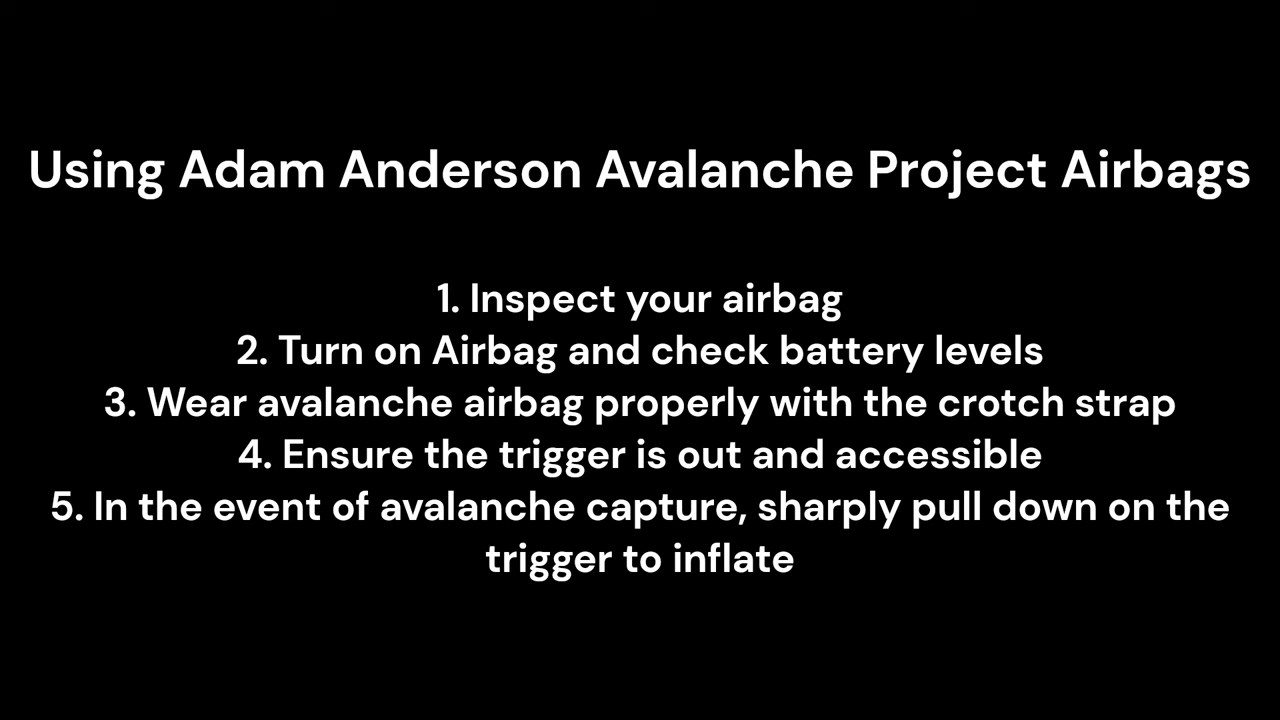 Using Adam Anderson Avalanche Project Airbags
1. Inspect your airbag
2. Turn on Airbag and check battery levels
3. Wear avalanche airbag properly with the crotch strap
4. Ensure the trigger is out and accessible
5. In the event of avalanche capture, sharply pull down on the
trigger to inflate